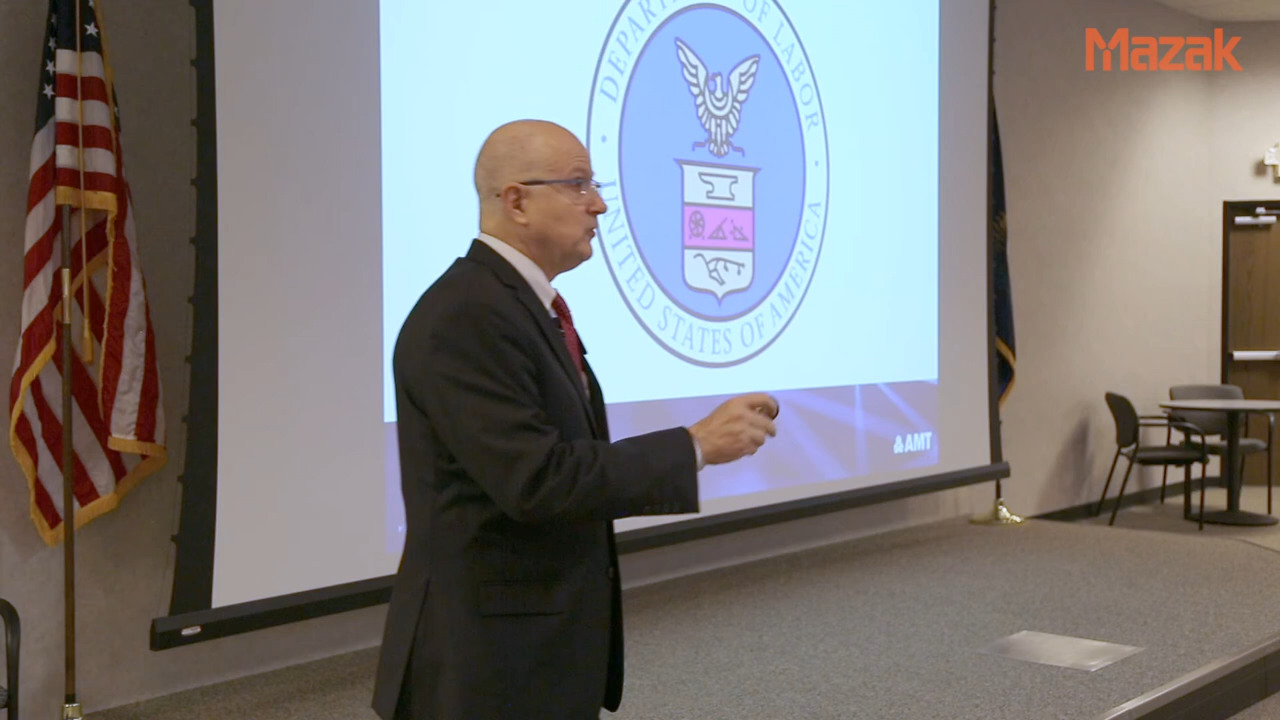 Mazak
DEPARTMENT OF LABOR
UNITED STATES OF AMERICA
&AMT